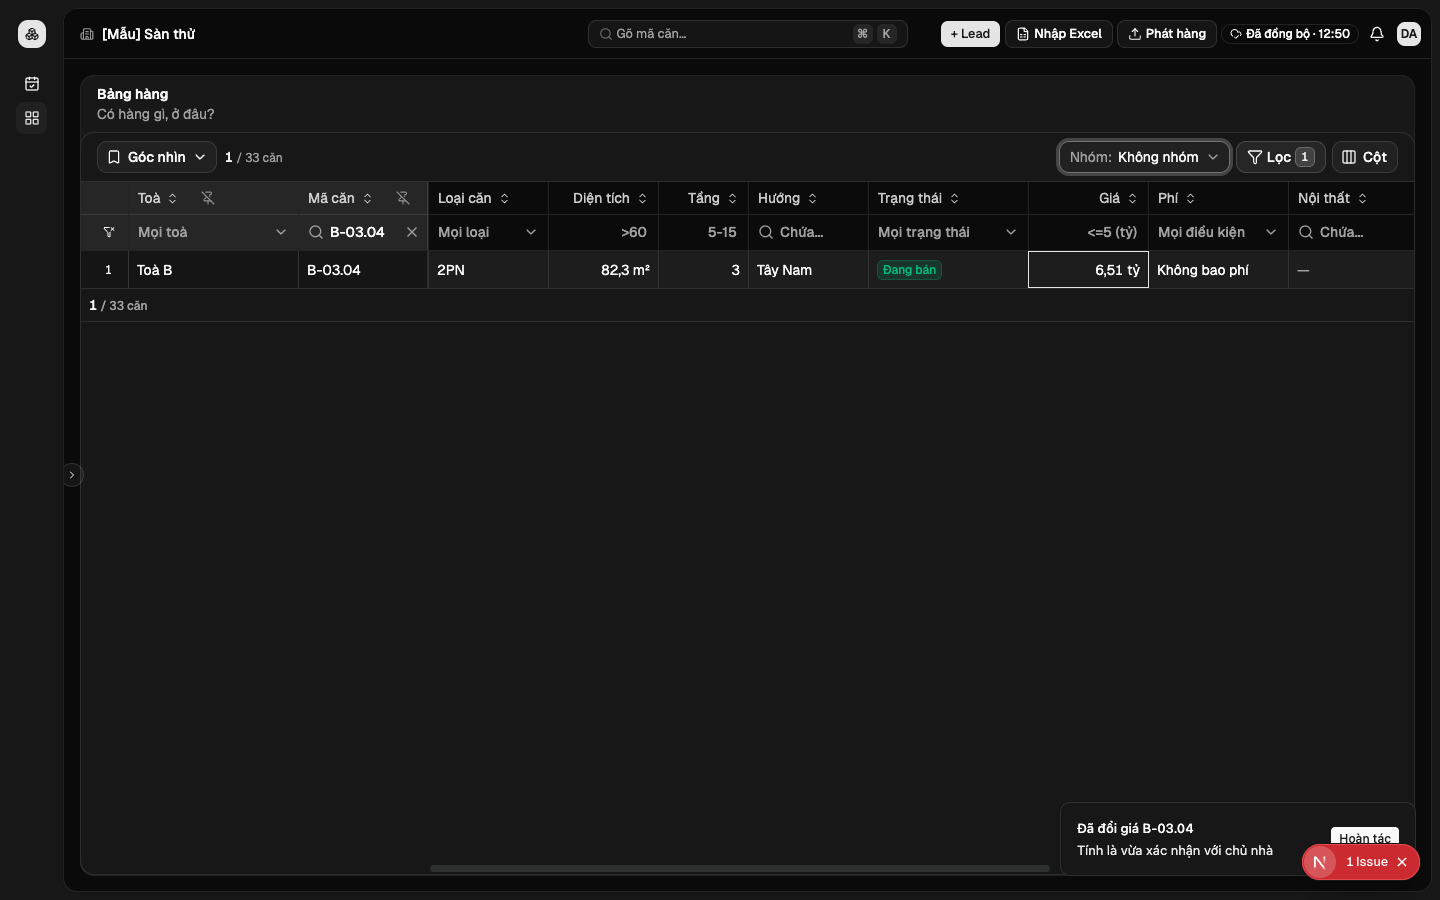 [Mẫu] Sàn thử
Gõ mã căn...
⌘ K
+ Lead
Nhập Excel
Phát hàng
Đã đồng bộ · 12:50
DA
Bảng hàng
Có hàng gì, ở đâu?
Góc nhìn
1 / 33 căn
Nhóm: Không nhóm
Lọc 1
Cột
Toà Mã căn Loại căn Diện tích Tầng Hướng Trạng thái Giá Phí Nội thất
Mọi toà B-03.04 Mọi loại >60 5-15 Chứa... Mọi trạng thái <=5 (tỷ) Mọi điều kiện Chứa...
1 Toà B B-03.04 2PN 82,3 m² 3 Tây Nam Đang bán 6,51 tỷ Không bao phí —
1 / 33 căn
Đã đổi giá B-03.04
Tính là vừa xác nhận với chủ nhà
Hoàn tác
N 1 Issue